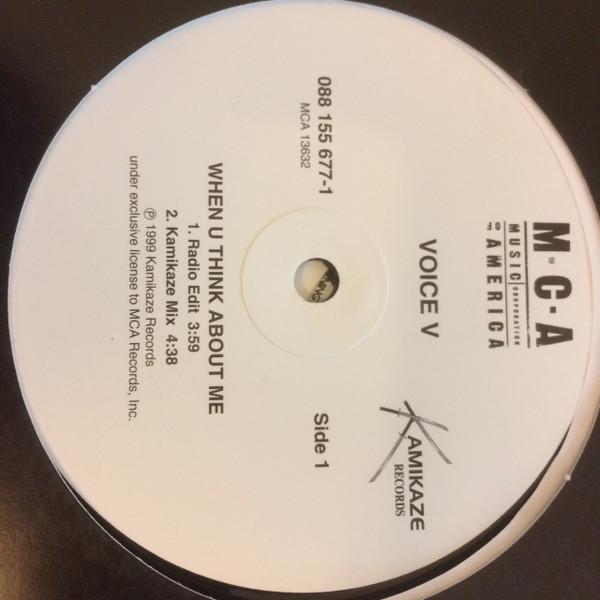 M·C·A
MUSIC CORPORATION
OF AMERICA
VOICE V
KAMIKAZE
RECORDS
088 155 677-1
MCA 13632
Side 1
WHEN U THINK ABOUT ME
1. Radio Edit 3:59
2. Kamikaze Mix 4:38
℗ 1999 Kamikaze Records
under exclusive license to MCA Records, Inc.